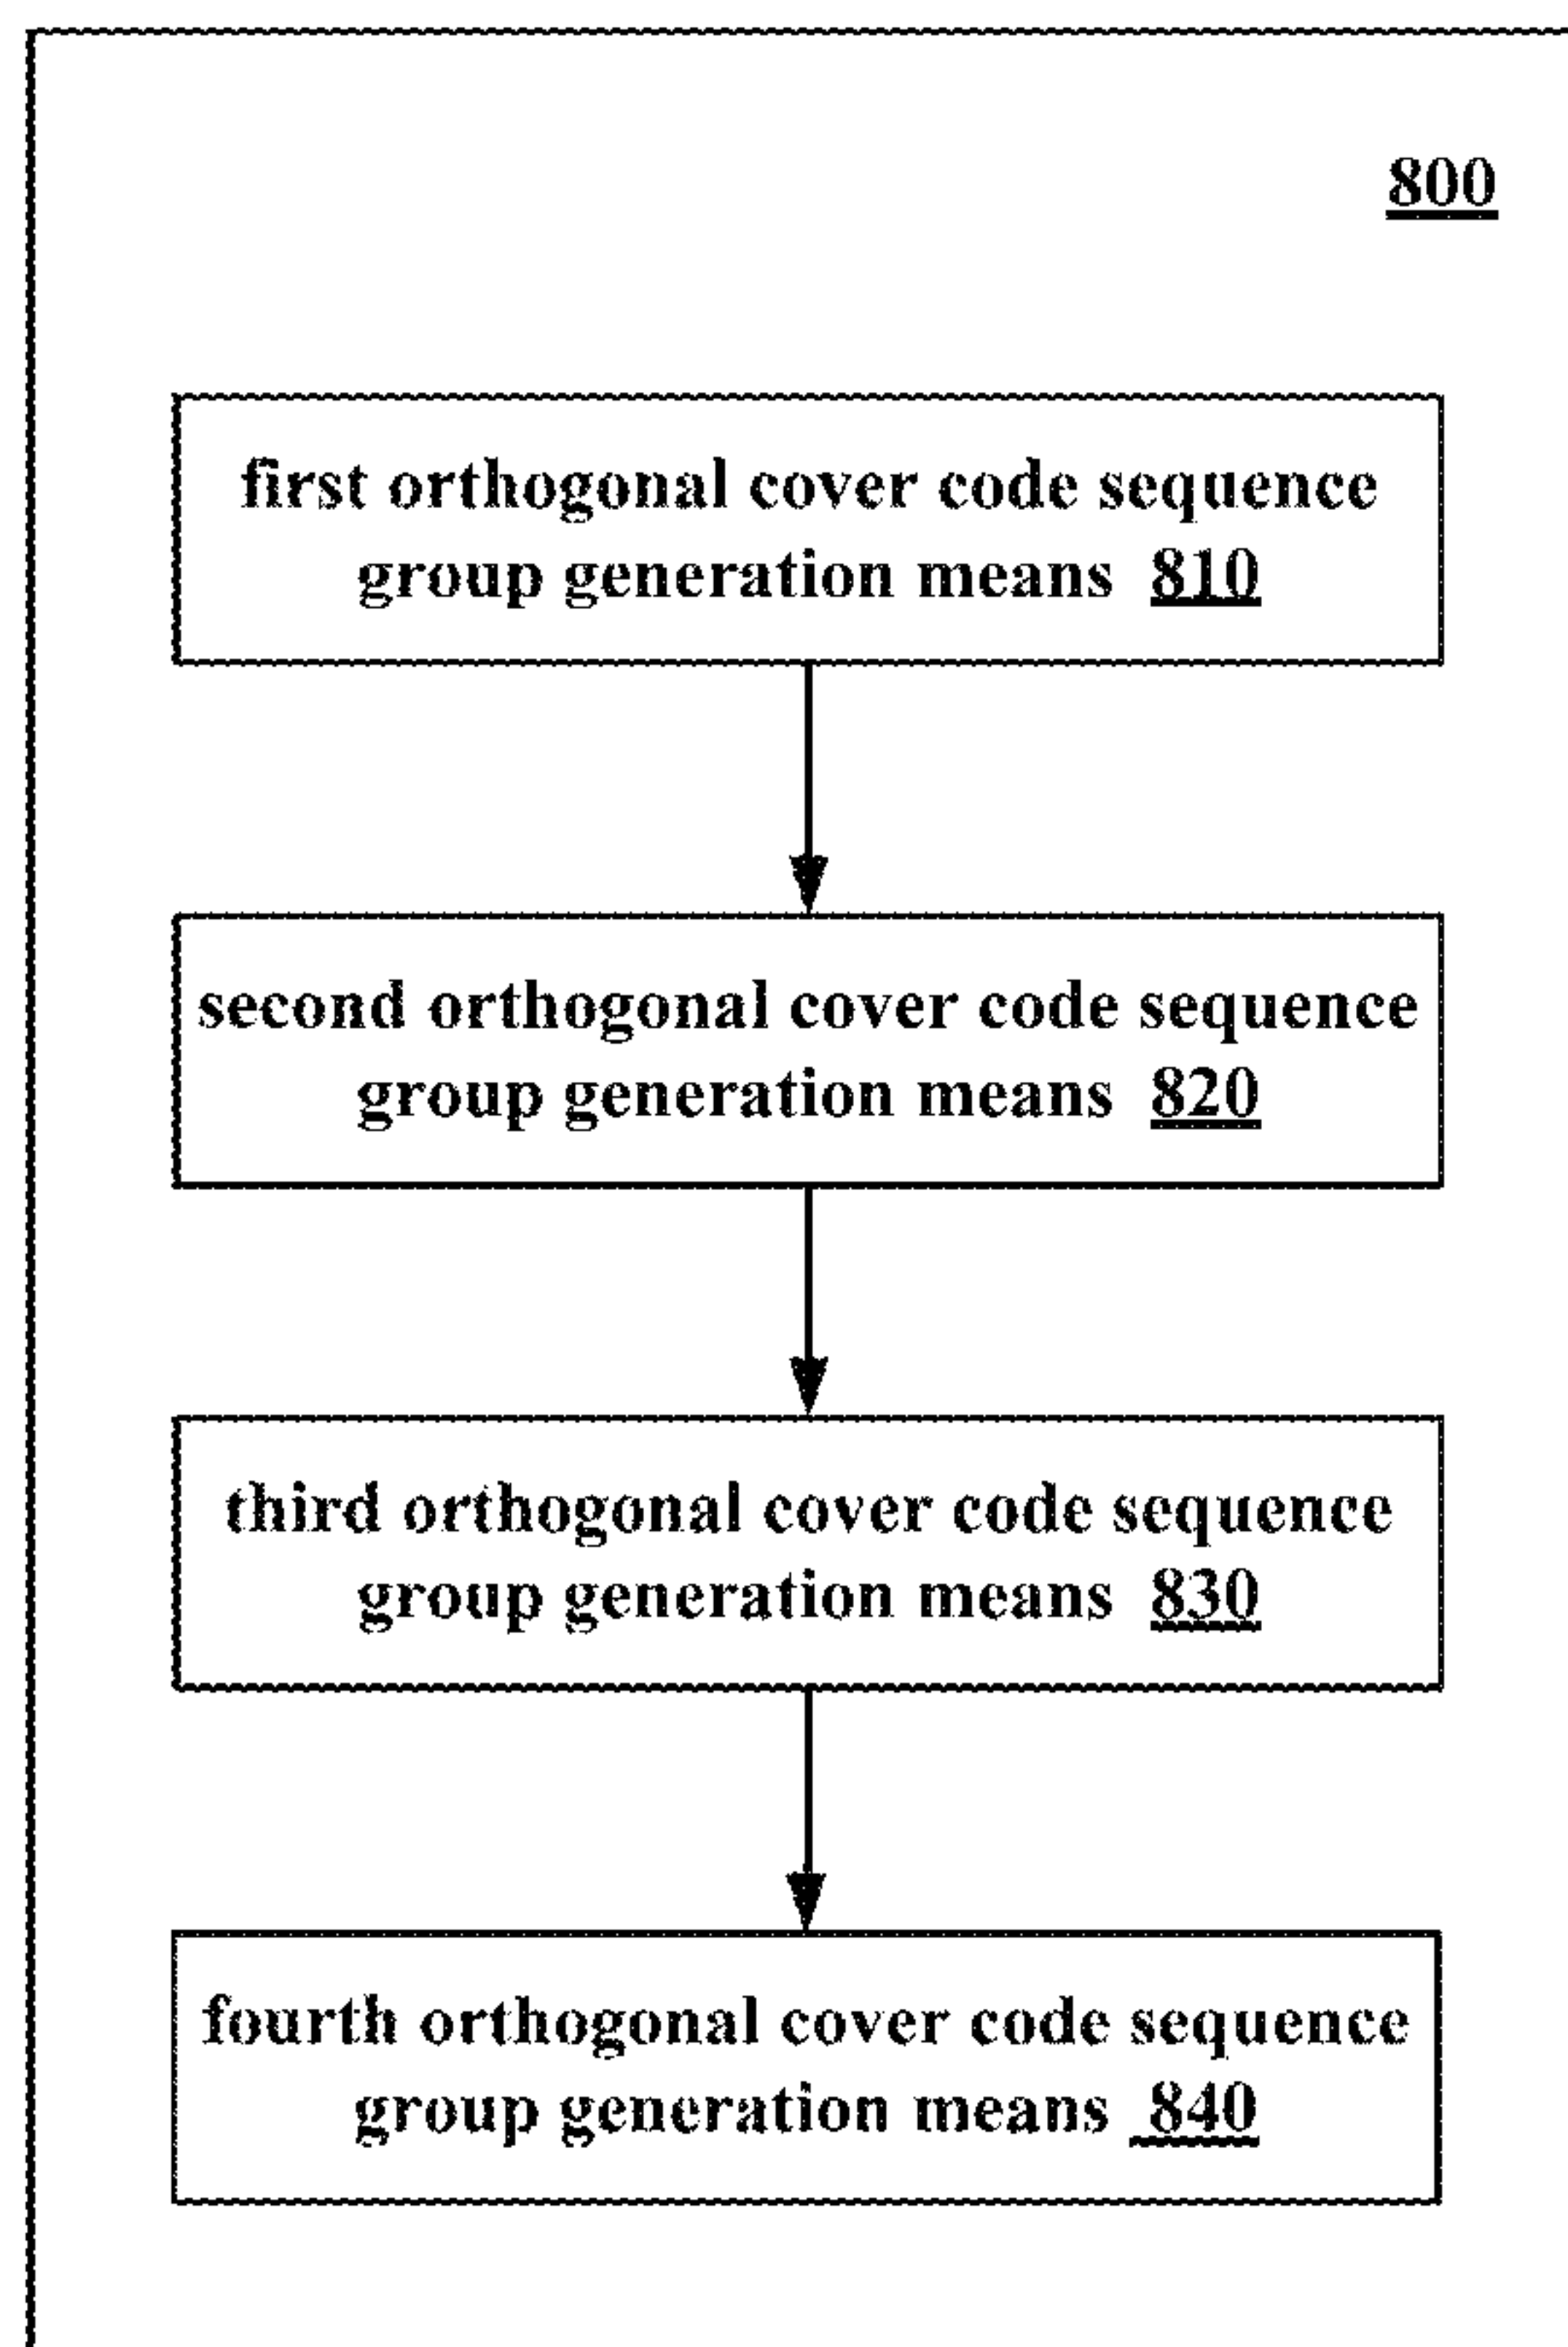 800
first orthogonal cover code sequence
group generation means 810
second orthogonal cover code sequence
group generation means 820
third orthogonal cover code sequence
group generation means 830
fourth orthogonal cover code sequence
group generation means 840